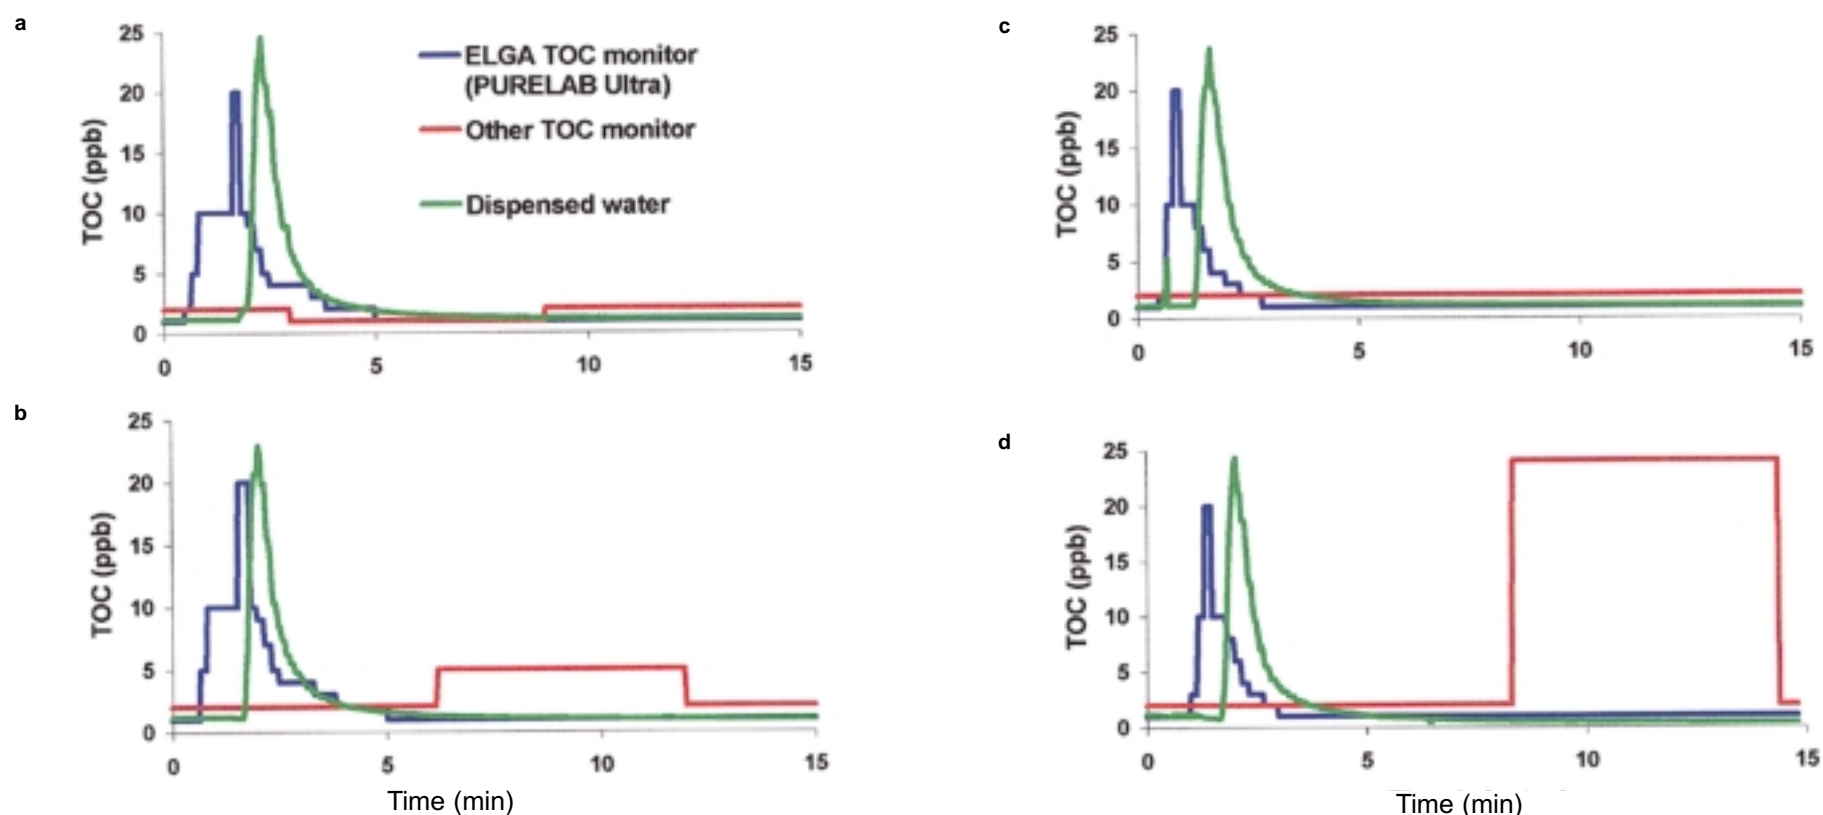 a
25
20
15
10
5
0
TOC (ppb)
0 5 10 15
ELGA TOC monitor
(PURELAB Ultra)
Other TOC monitor
Dispensed water
b
25
20
15
10
5
0
TOC (ppb)
0 5 10 15
Time (min)
c
25
20
15
10
5
0
TOC (ppb)
0 5 10 15
d
25
20
15
10
5
0
TOC (ppb)
0 5 10 15
Time (min)